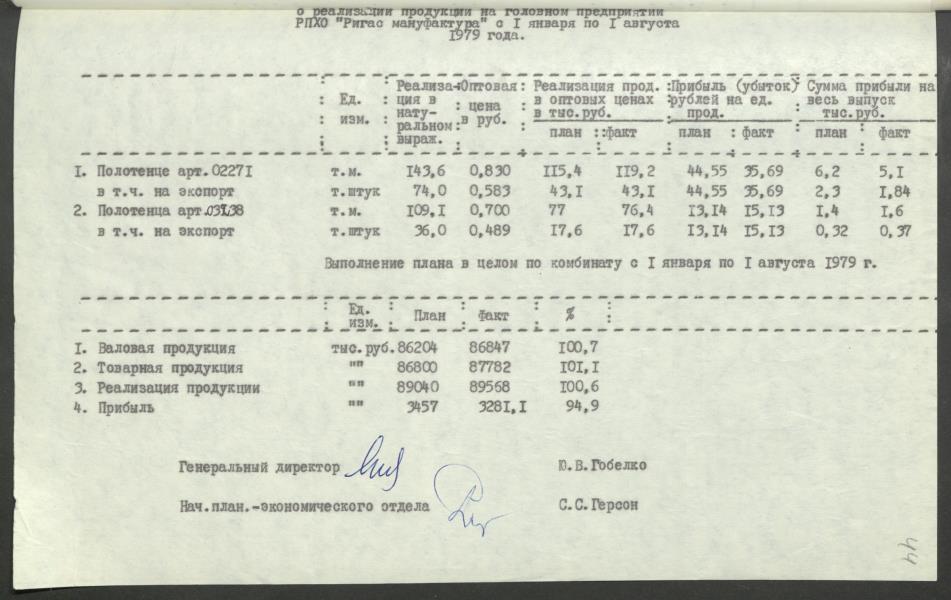 о реализации продукции на головном предприятии
РПХО "Ригас мануфактура" с I января по I августа
1979 года.
Ед. изм. Реализация в натуральном выраж. Оптовая цена в руб. Реализация прод. в оптовых ценах в тыс.руб. Прибыль (убыток) рублей на ед. прод. Сумма прибыли на весь выпуск тыс.руб.
план факт план факт план факт
I. Полотенце арт.0227I т.м. I43,6 0,830 II5,4 II9,2 44,55 35,69 6,2 5,I
в т.ч. на экспорт т.штук 74,0 0,583 43,I 43,I 44,55 35,69 2,3 I,84
2. Полотенца арт. т.м. I09,I 0,700 77 76,4 I3,I4 I5,I3 I,4 I,6
в т.ч. на экспорт т.штук 36,0 0,489 I7,6 I7,6 I3,I4 I5,I3 0,32 0,37
Выполнение плана в целом по комбинату с I января по I августа I979 г.
Ед. изм. План Факт %
I. Валовая продукция тыс.руб. 86204 86847 I00,7
2. Товарная продукция "" 86800 87782 I0I,I
3. Реализация продукции "" 89040 89568 I00,6
4. Прибыль "" 3457 328I,I 94,9
Генеральный директор Ю.В.Гобелко
Нач.план.-экономического отдела С.С.Герсон
44